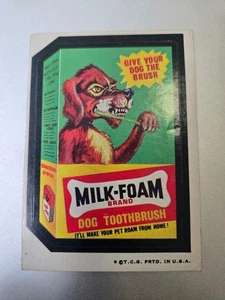 GIVE YOUR
DOG THE
BRUSH
MILK-FOAM
BRAND
DOG TOOTHBRUSH
IT'LL MAKE YOUR PET ROAM FROM HOME!
* © T.C.G. PRTD. IN U.S.A.